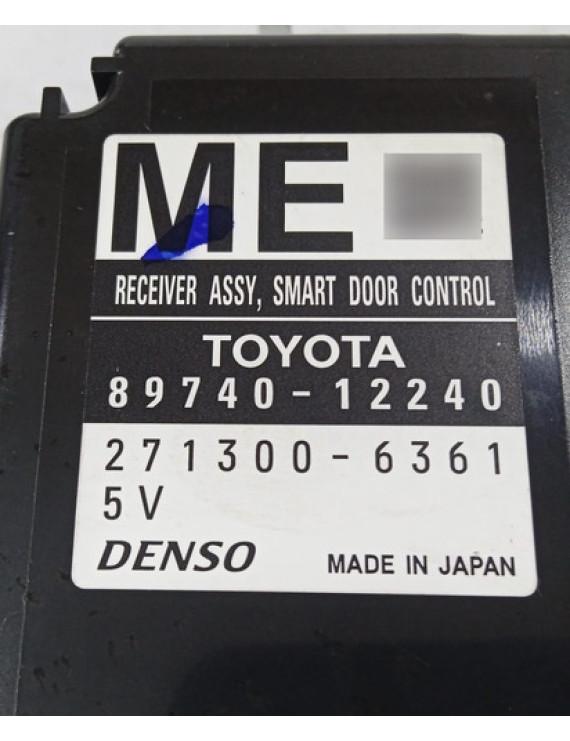 ME
RECEIVER ASSY, SMART DOOR CONTROL
TOYOTA
89740-12240
271300-6361
5V
DENSO
MADE IN JAPAN